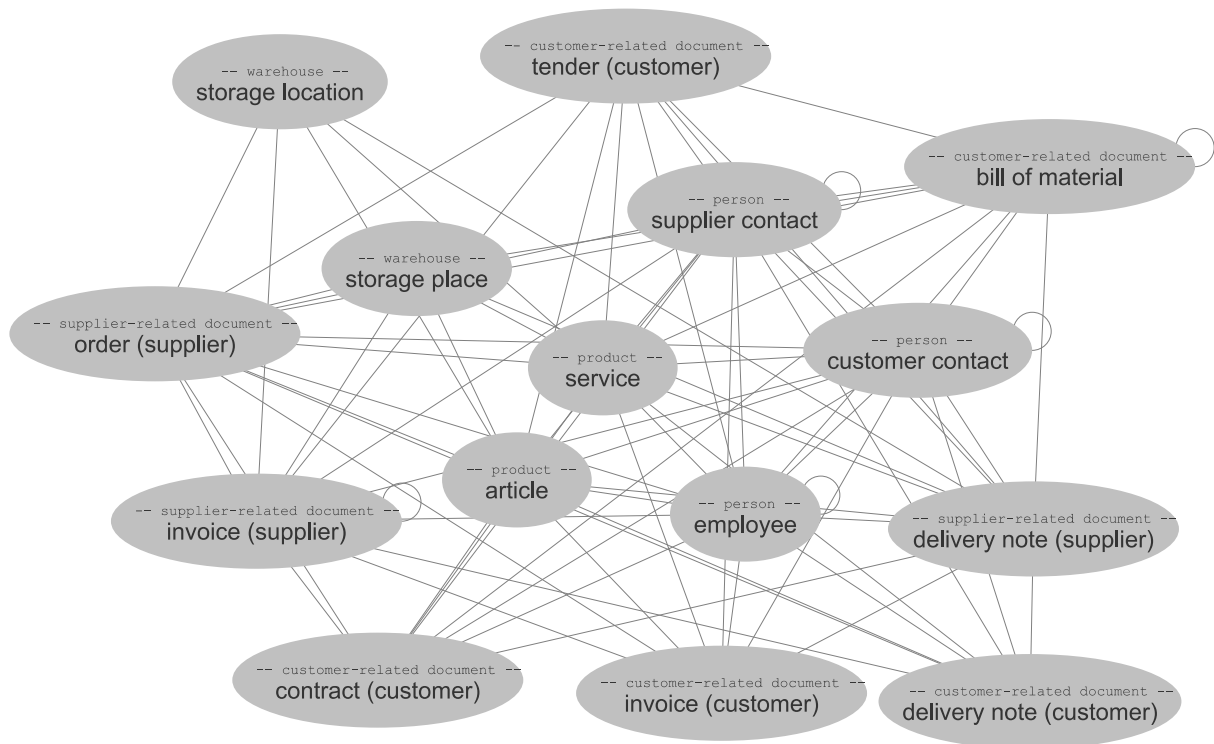 -- customer-related document --
tender (customer)
-- warehouse --
storage location
-- customer-related document --
bill of material
-- person --
supplier contact
-- warehouse --
storage place
-- supplier-related document --
order (supplier)
-- person --
customer contact
-- product --
service
-- product --
article
-- person --
employee
-- supplier-related document --
invoice (supplier)
-- supplier-related document --
delivery note (supplier)
-- customer-related document --
contract (customer)
-- customer-related document --
invoice (customer)
-- customer-related document --
delivery note (customer)